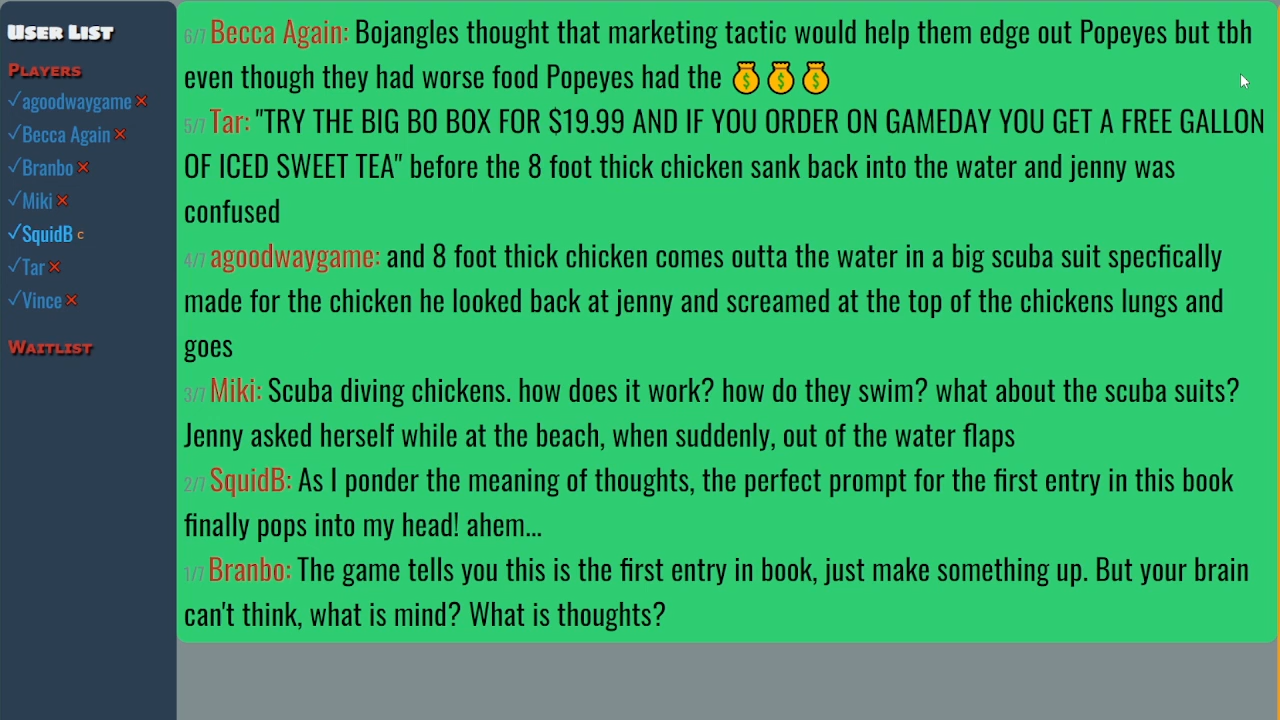 USER LIST
PLAYERS
✓agoodwaygame ✕
✓Becca Again ✕
✓Branbo ✕
✓Miki ✕
✓SquidB c
✓Tar ✕
✓Vince ✕
WAITLIST
6/7 Becca Again: Bojangles thought that marketing tactic would help them edge out Popeyes but tbh
even though they had worse food Popeyes had the 💰 💰 💰
5/7 Tar: "TRY THE BIG BO BOX FOR $19.99 AND IF YOU ORDER ON GAMEDAY YOU GET A FREE GALLON
OF ICED SWEET TEA" before the 8 foot thick chicken sank back into the water and jenny was
confused
4/7 agoodwaygame: and 8 foot thick chicken comes outta the water in a big scuba suit specfically
made for the chicken he looked back at jenny and screamed at the top of the chickens lungs and
goes
3/7 Miki: Scuba diving chickens. how does it work? how do they swim? what about the scuba suits?
Jenny asked herself while at the beach, when suddenly, out of the water flaps
2/7 SquidB: As I ponder the meaning of thoughts, the perfect prompt for the first entry in this book
finally pops into my head! ahem...
1/7 Branbo: The game tells you this is the first entry in book, just make something up. But your brain
can't think, what is mind? What is thoughts?